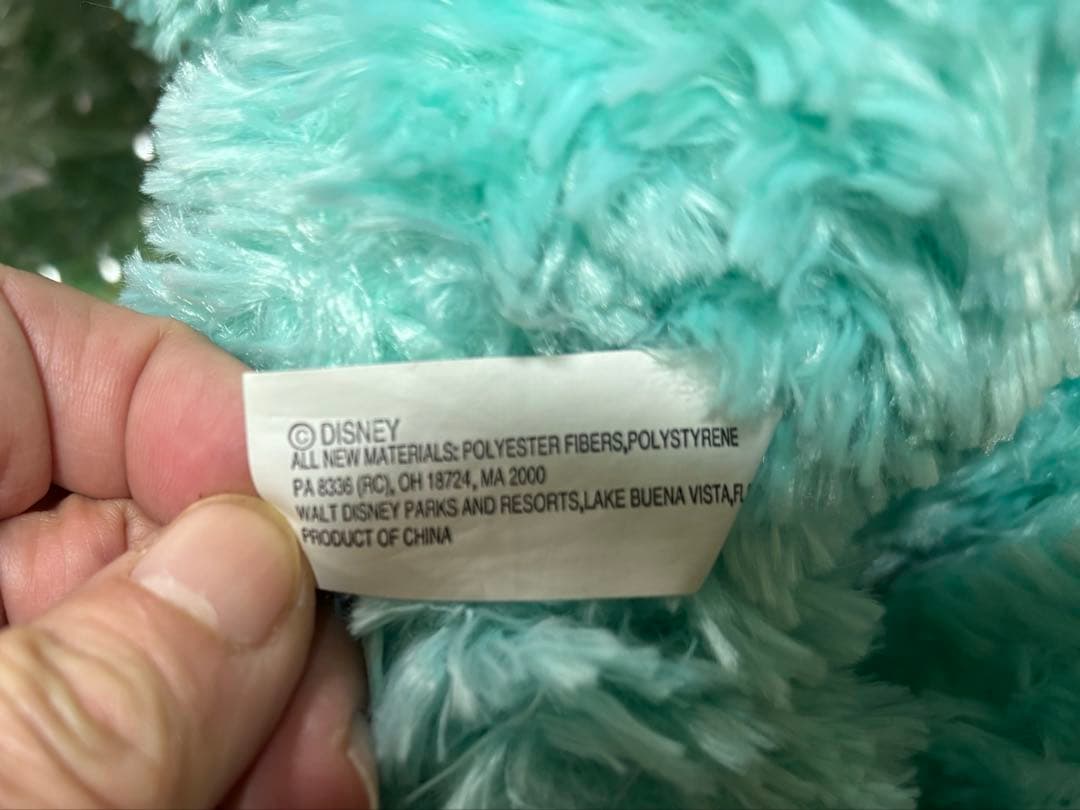 © DISNEY
ALL NEW MATERIALS: POLYESTER FIBERS,POLYSTYRENE
PA 8336 (RC), OH 18724, MA 2000
WALT DISNEY PARKS AND RESORTS,LAKE BUENA VISTA,FL
PRODUCT OF CHINA